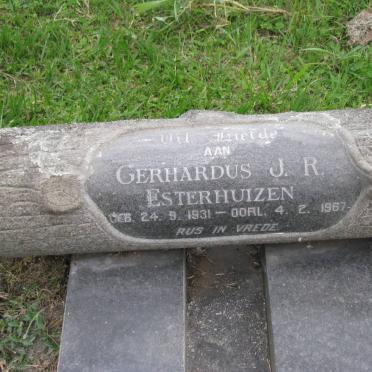 Uit Liefde
AAN
GERHARDUS J. R.
ESTERHUIZEN
GEB. 24. 9. 1931 - OORL. 4. 2. 1967
RUS IN VREDE